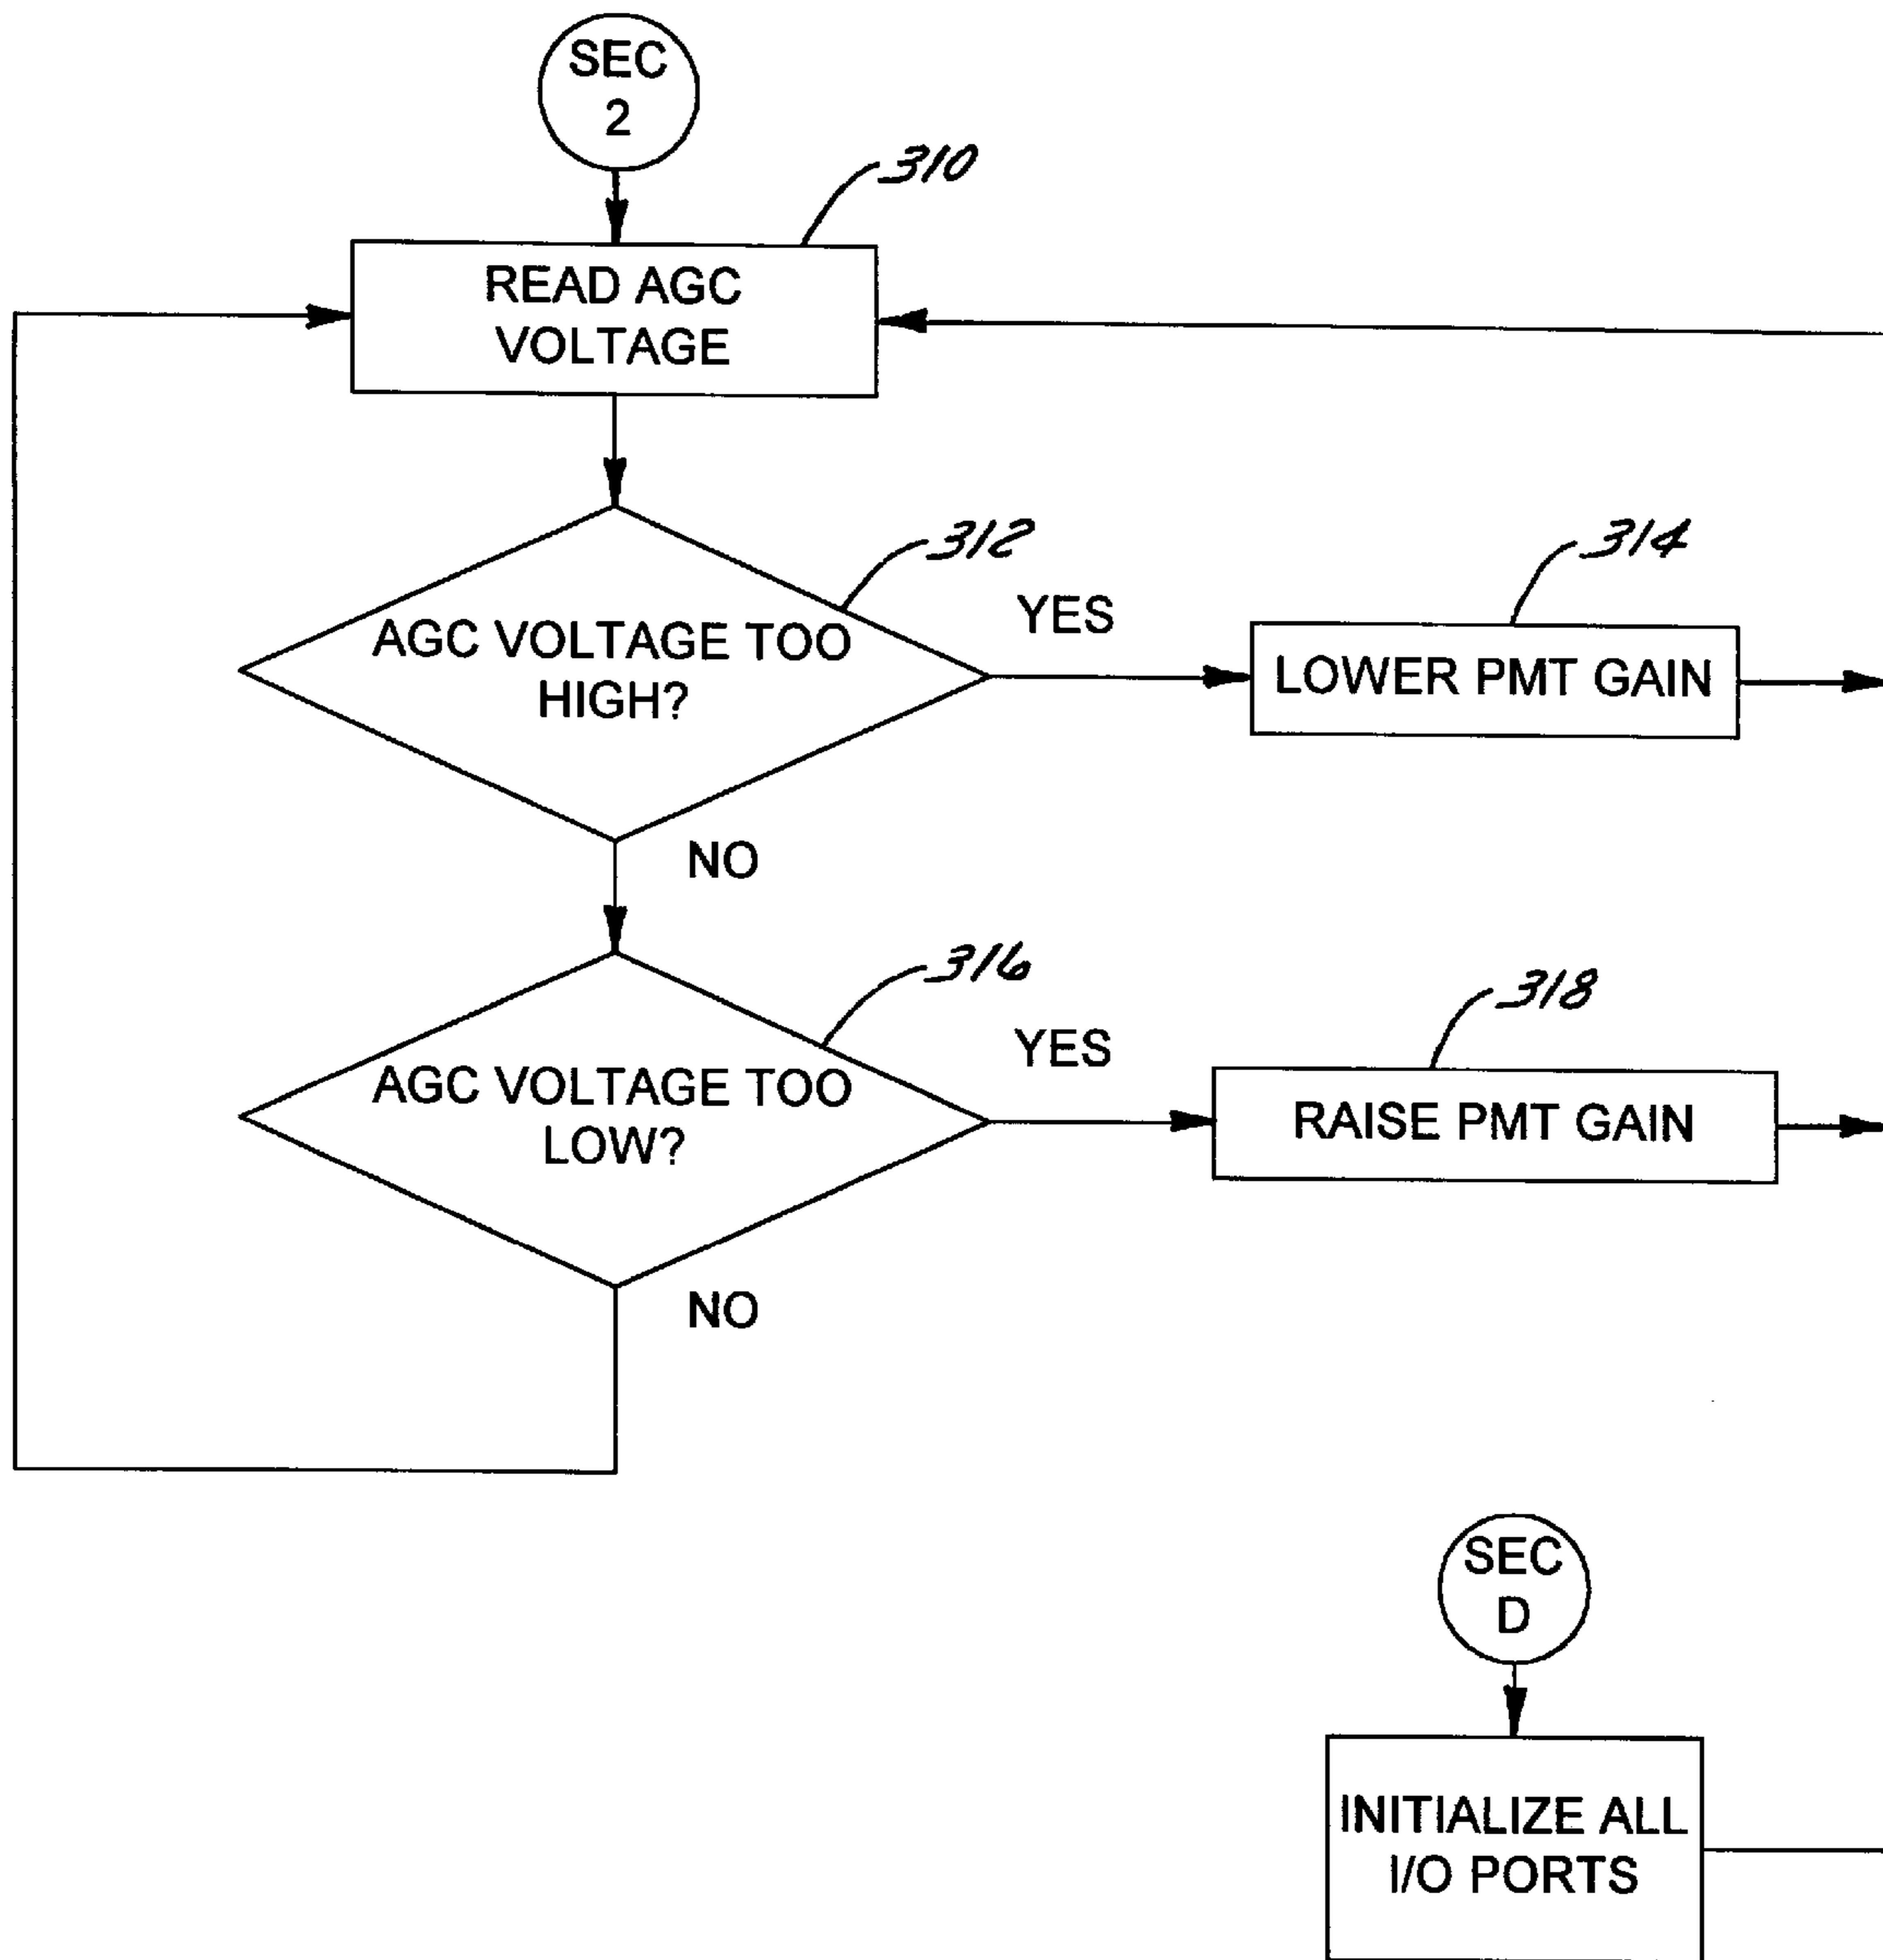 SEC
2
310
READ AGC
VOLTAGE
312
AGC VOLTAGE TOO
HIGH?
YES
314
LOWER PMT GAIN
NO
316
AGC VOLTAGE TOO
LOW?
YES
318
RAISE PMT GAIN
NO
SEC
D
INITIALIZE ALL
I/O PORTS